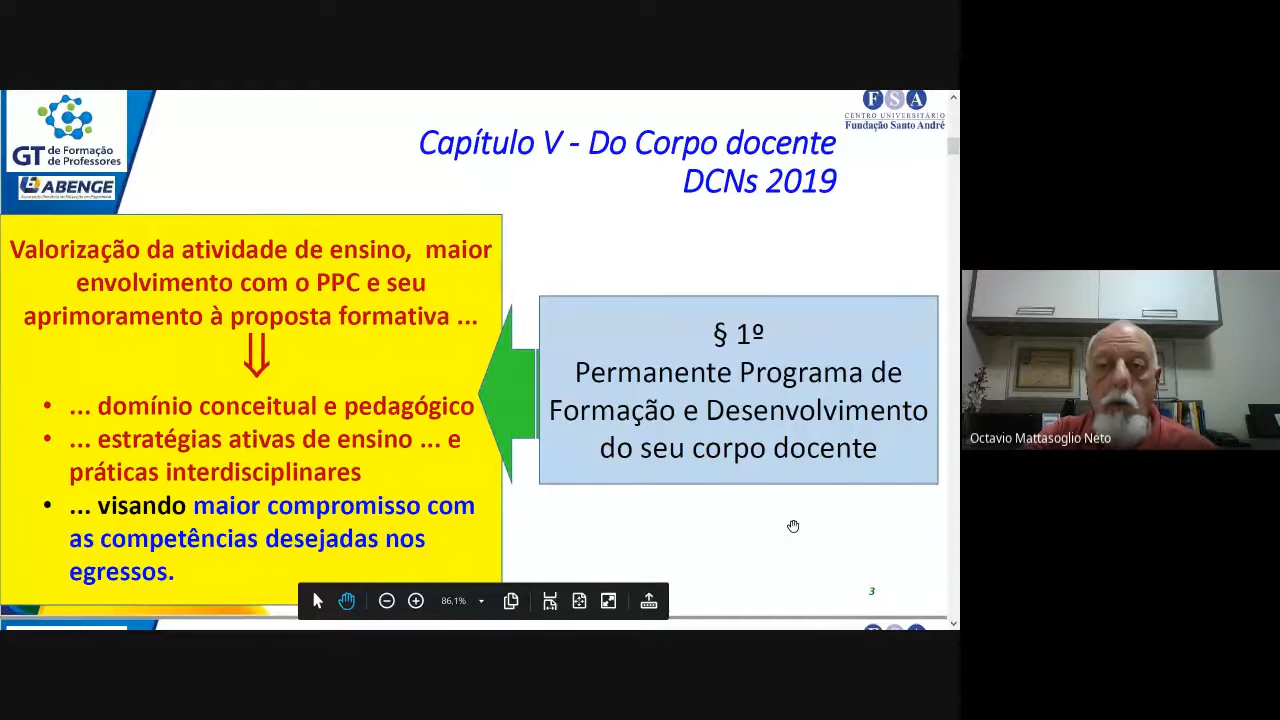 GT de Formação
de Professores
ABENGE
FSA
CENTRO UNIVERSITÁRIO
Fundação Santo André
Capítulo V - Do Corpo docente
DCNs 2019
Valorização da atividade de ensino, maior
envolvimento com o PPC e seu
aprimoramento à proposta formativa ...
⇓
• ... domínio conceitual e pedagógico
• ... estratégias ativas de ensino ... e
práticas interdisciplinares
• ... visando maior compromisso com
as competências desejadas nos
egressos.
§ 1º
Permanente Programa de
Formação e Desenvolvimento
do seu corpo docente
3
86,1%
Octavio Mattasoglio Neto